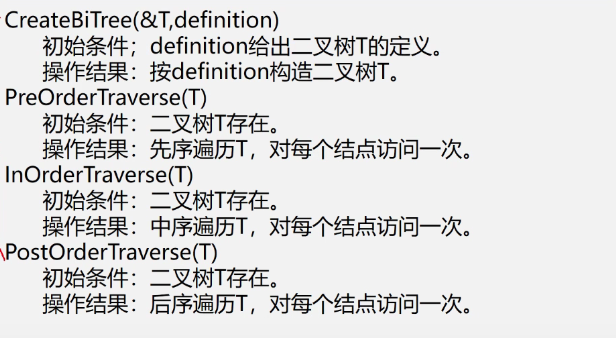 CreateBiTree(&T,definition)
初始条件；definition给出二叉树T的定义。
操作结果：按definition构造二叉树T。
PreOrderTraverse(T)
初始条件：二叉树T存在。
操作结果：先序遍历T，对每个结点访问一次。
InOrderTraverse(T)
初始条件：二叉树T存在。
操作结果：中序遍历T，对每个结点访问一次。
\PostOrderTraverse(T)
初始条件：二叉树T存在。
操作结果：后序遍历T，对每个结点访问一次。